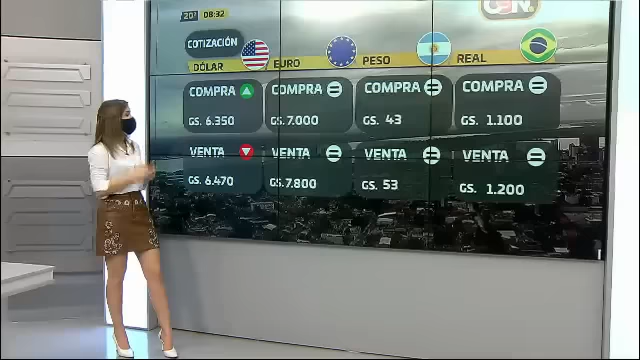 20° 08:32
COTIZACIÓN
DÓLAR EURO PESO REAL
COMPRA COMPRA COMPRA COMPRA
GS. 6.350 GS. 7.000 GS. 43 GS. 1.100
VENTA VENTA VENTA VENTA
GS. 6.470 GS. 7.800 GS. 53 GS. 1.200